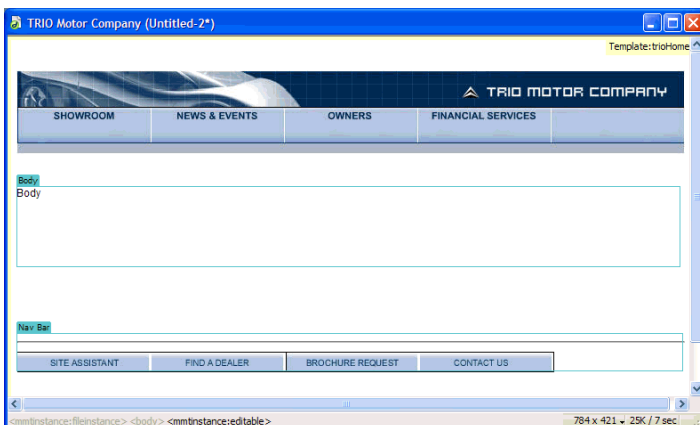 TRIO Motor Company (Untitled-2*)
Template:trioHome
TRIO MOTOR COMPANY
SHOWROOM NEWS & EVENTS OWNERS FINANCIAL SERVICES
Body
Body
Nav Bar
SITE ASSISTANT FIND A DEALER BROCHURE REQUEST CONTACT US
<mmtinstance:fileinstance> <body> <mmtinstance:editable> 784 x 421 25K / 7 sec